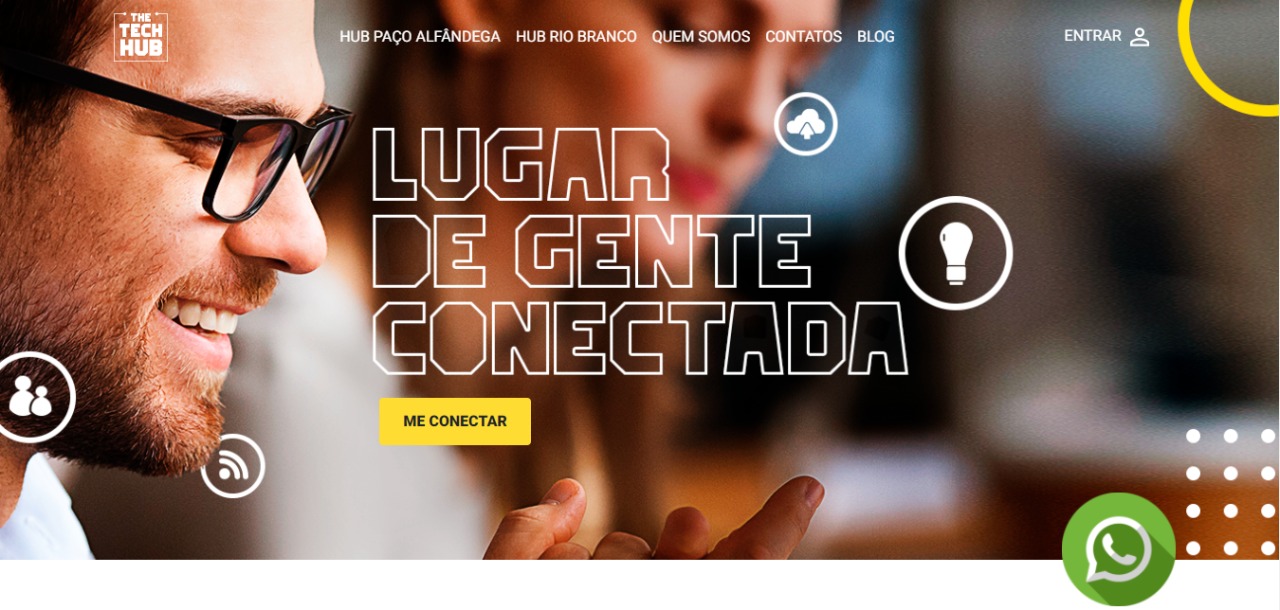 THE
TECH
HUB
HUB PAÇO ALFÂNDEGA HUB RIO BRANCO QUEM SOMOS CONTATOS BLOG
ENTRAR
LUGAR
DE GENTE
CONECTADA
ME CONECTAR